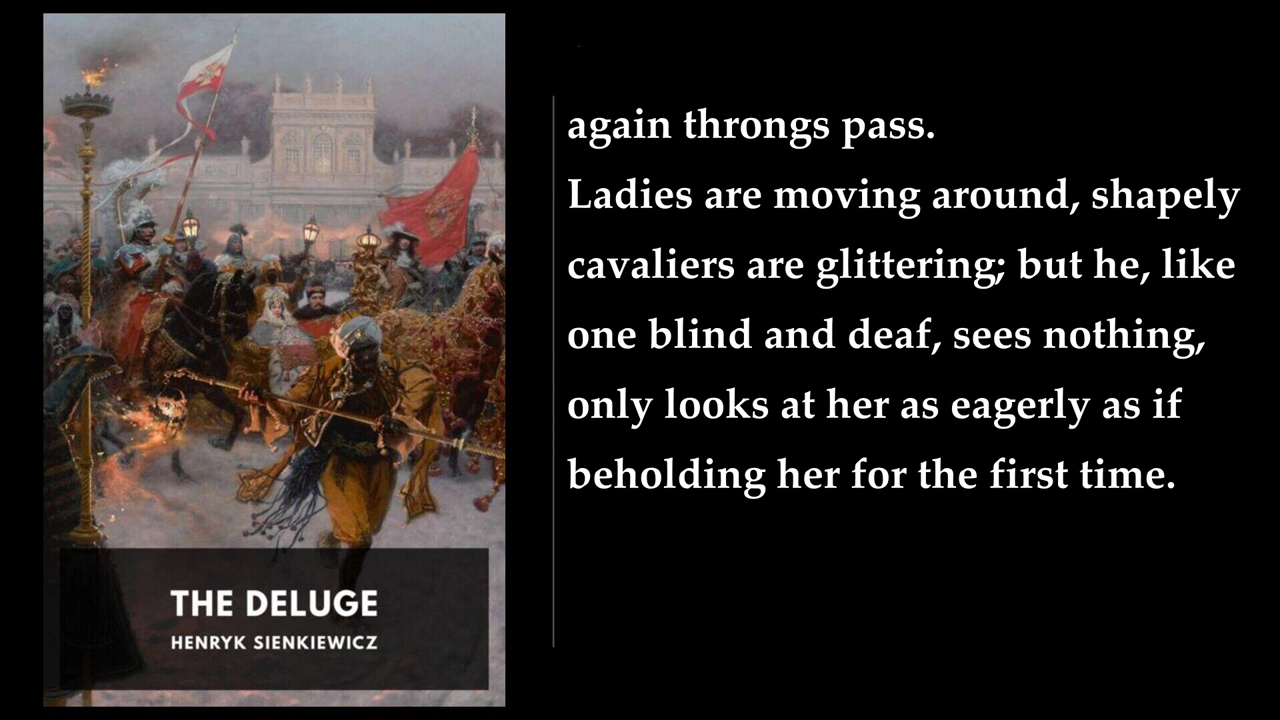 again throngs pass.
Ladies are moving around, shapely
cavaliers are glittering; but he, like
one blind and deaf, sees nothing,
only looks at her as eagerly as if
beholding her for the first time.
THE DELUGE
HENRYK SIENKIEWICZ